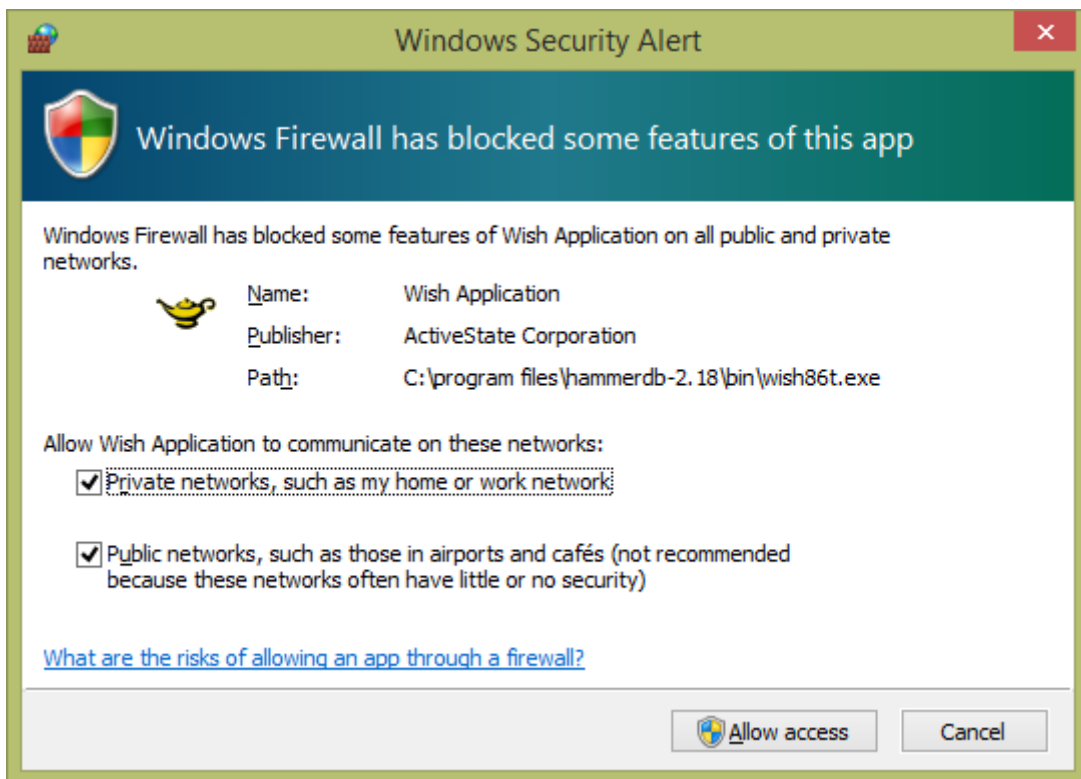 Windows Security Alert
Windows Firewall has blocked some features of this app
Windows Firewall has blocked some features of Wish Application on all public and private
networks.
Name: Wish Application
Publisher: ActiveState Corporation
Path: C:\program files\hammerdb-2.18\bin\wish86t.exe
Allow Wish Application to communicate on these networks:
Private networks, such as my home or work network
Public networks, such as those in airports and cafés (not recommended
because these networks often have little or no security)
What are the risks of allowing an app through a firewall?
Allow access Cancel